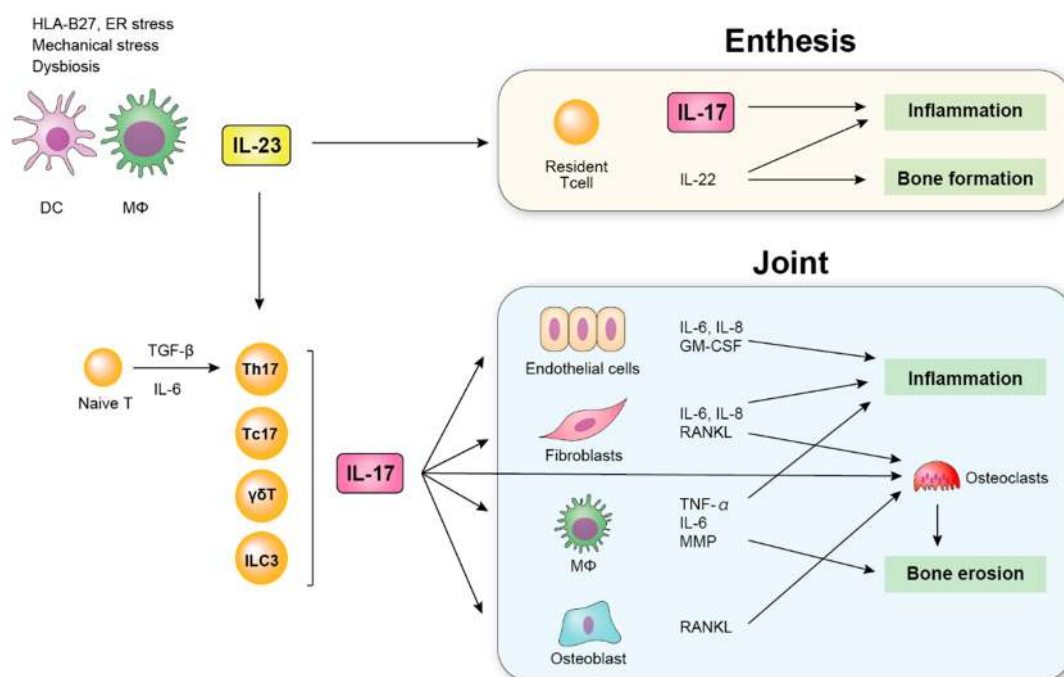 HLA-B27, ER stress
Mechanical stress
Dysbiosis
DC
MΦ
IL-23
Enthesis
Resident
Tcell
IL-17
IL-22
Inflammation
Bone formation
Naive T
TGF-β
IL-6
Th17
Tc17
γδT
ILC3
IL-17
Joint
Endothelial cells
IL-6, IL-8
GM-CSF
Fibroblasts
IL-6, IL-8
RANKL
MΦ
TNF-α
IL-6
MMP
Osteoblast
RANKL
Inflammation
Osteoclasts
Bone erosion